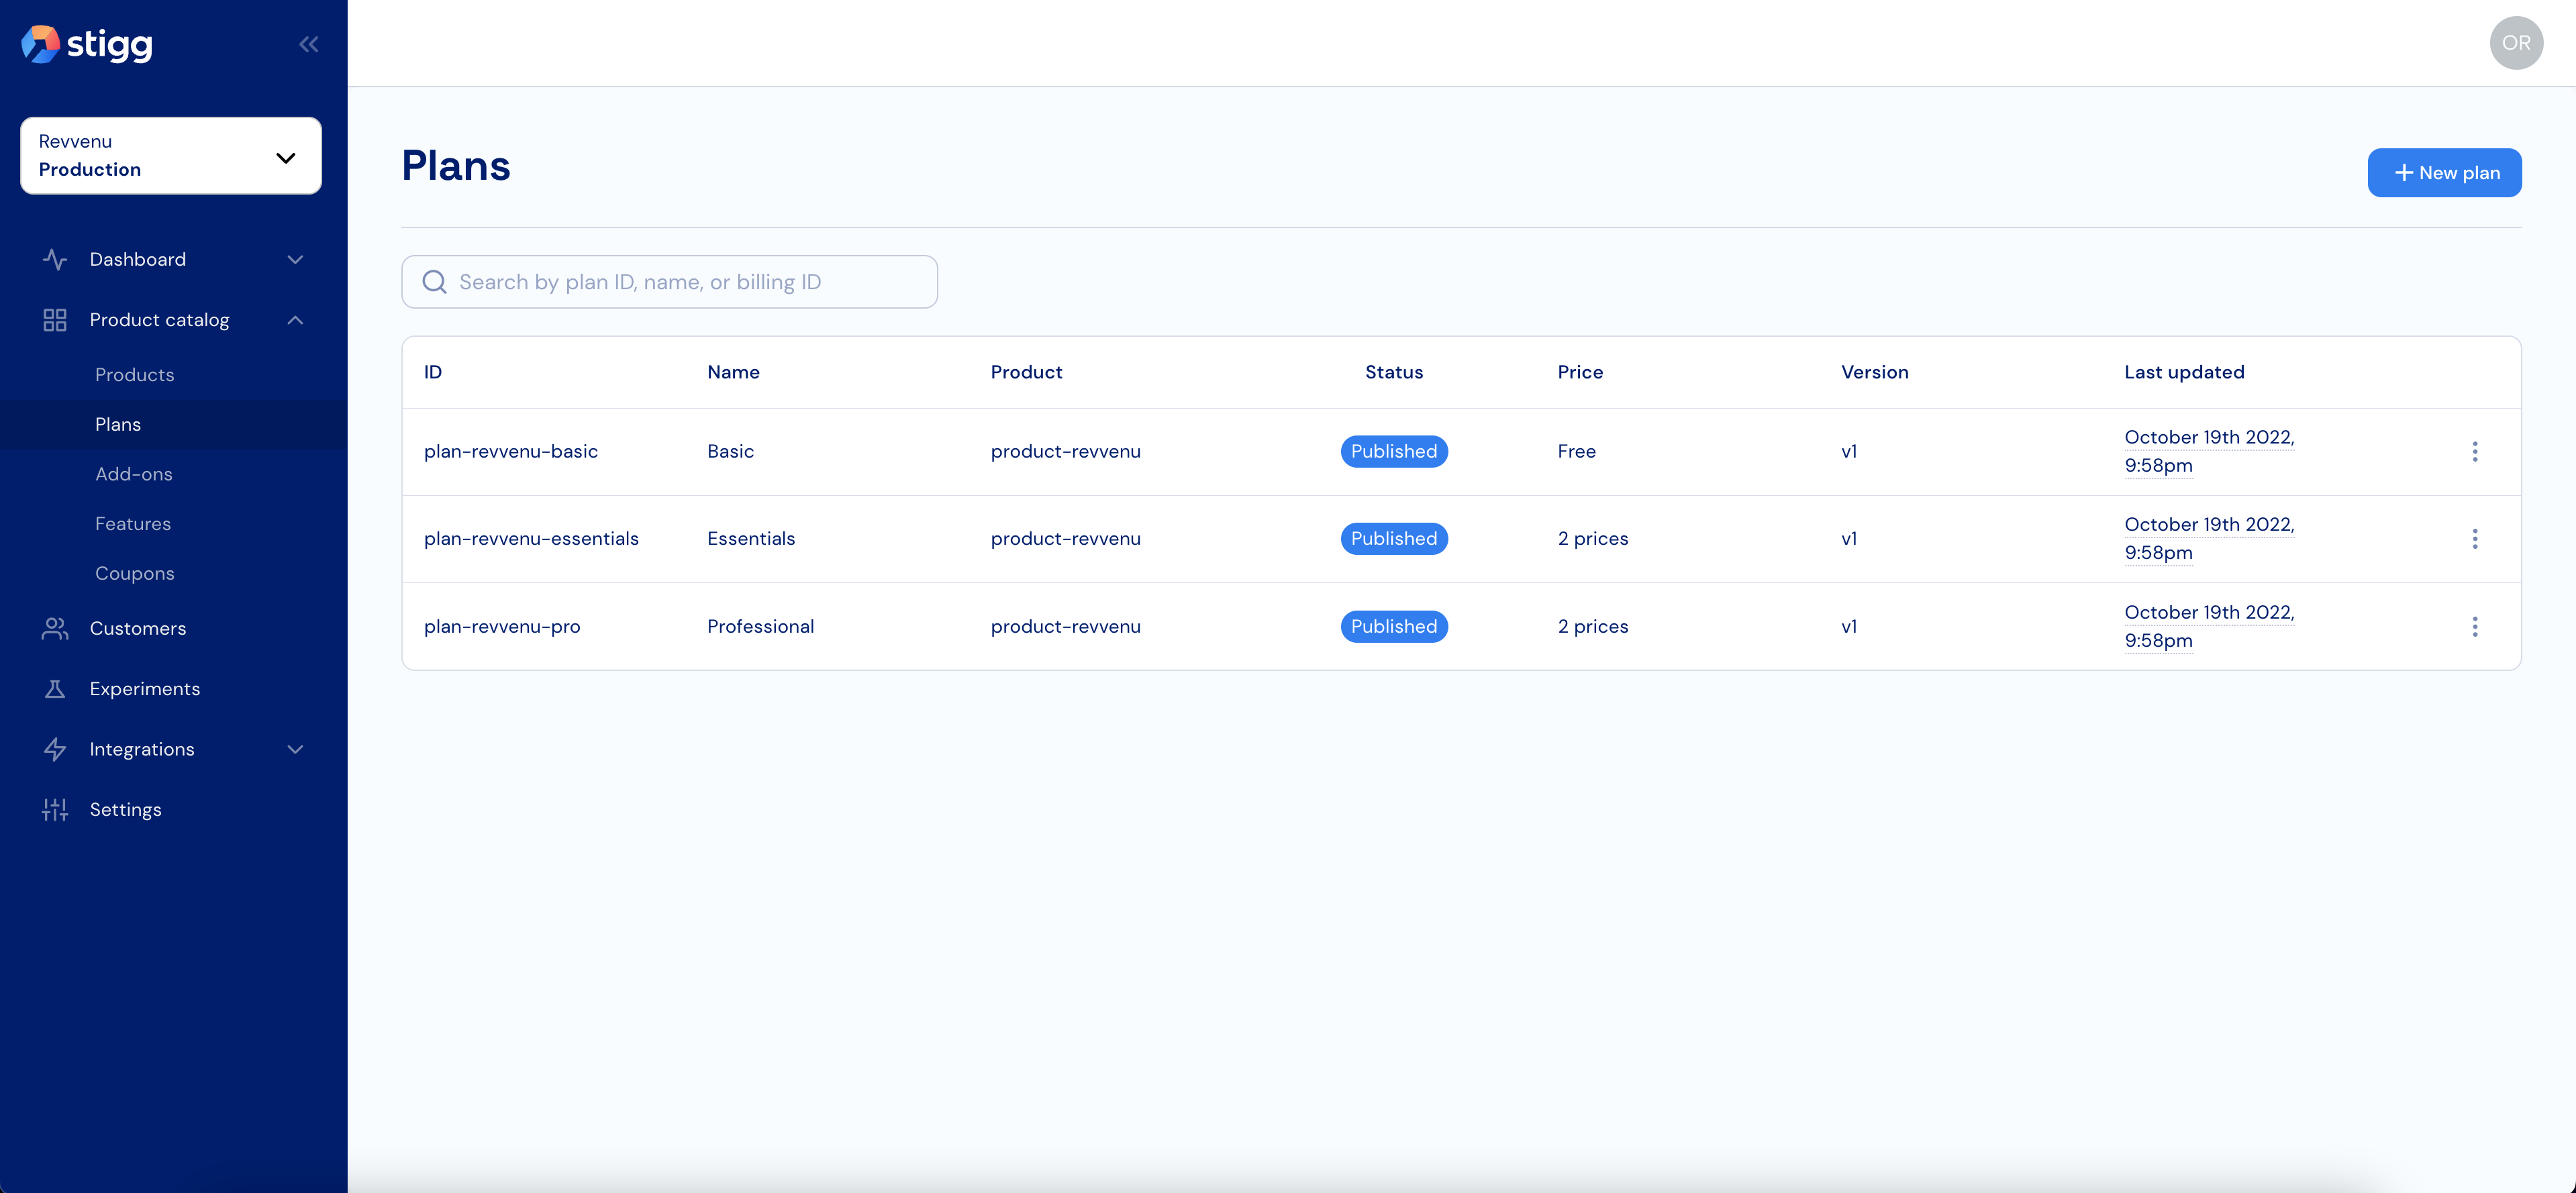 stigg
OR
Revvenu
Production
Dashboard
Product catalog
Products
Plans
Add-ons
Features
Coupons
Customers
Experiments
Integrations
Settings
Plans
New plan
Search by plan ID, name, or billing ID
ID Name Product Status Price Version Last updated
plan-revvenu-basic Basic product-revvenu Published Free v1 October 19th 2022,
9:58pm
plan-revvenu-essentials Essentials product-revvenu Published 2 prices v1 October 19th 2022,
9:58pm
plan-revvenu-pro Professional product-revvenu Published 2 prices v1 October 19th 2022,
9:58pm